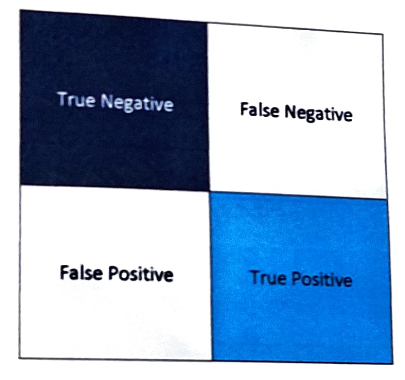 True Negative
False Negative
False Positive
True Positive